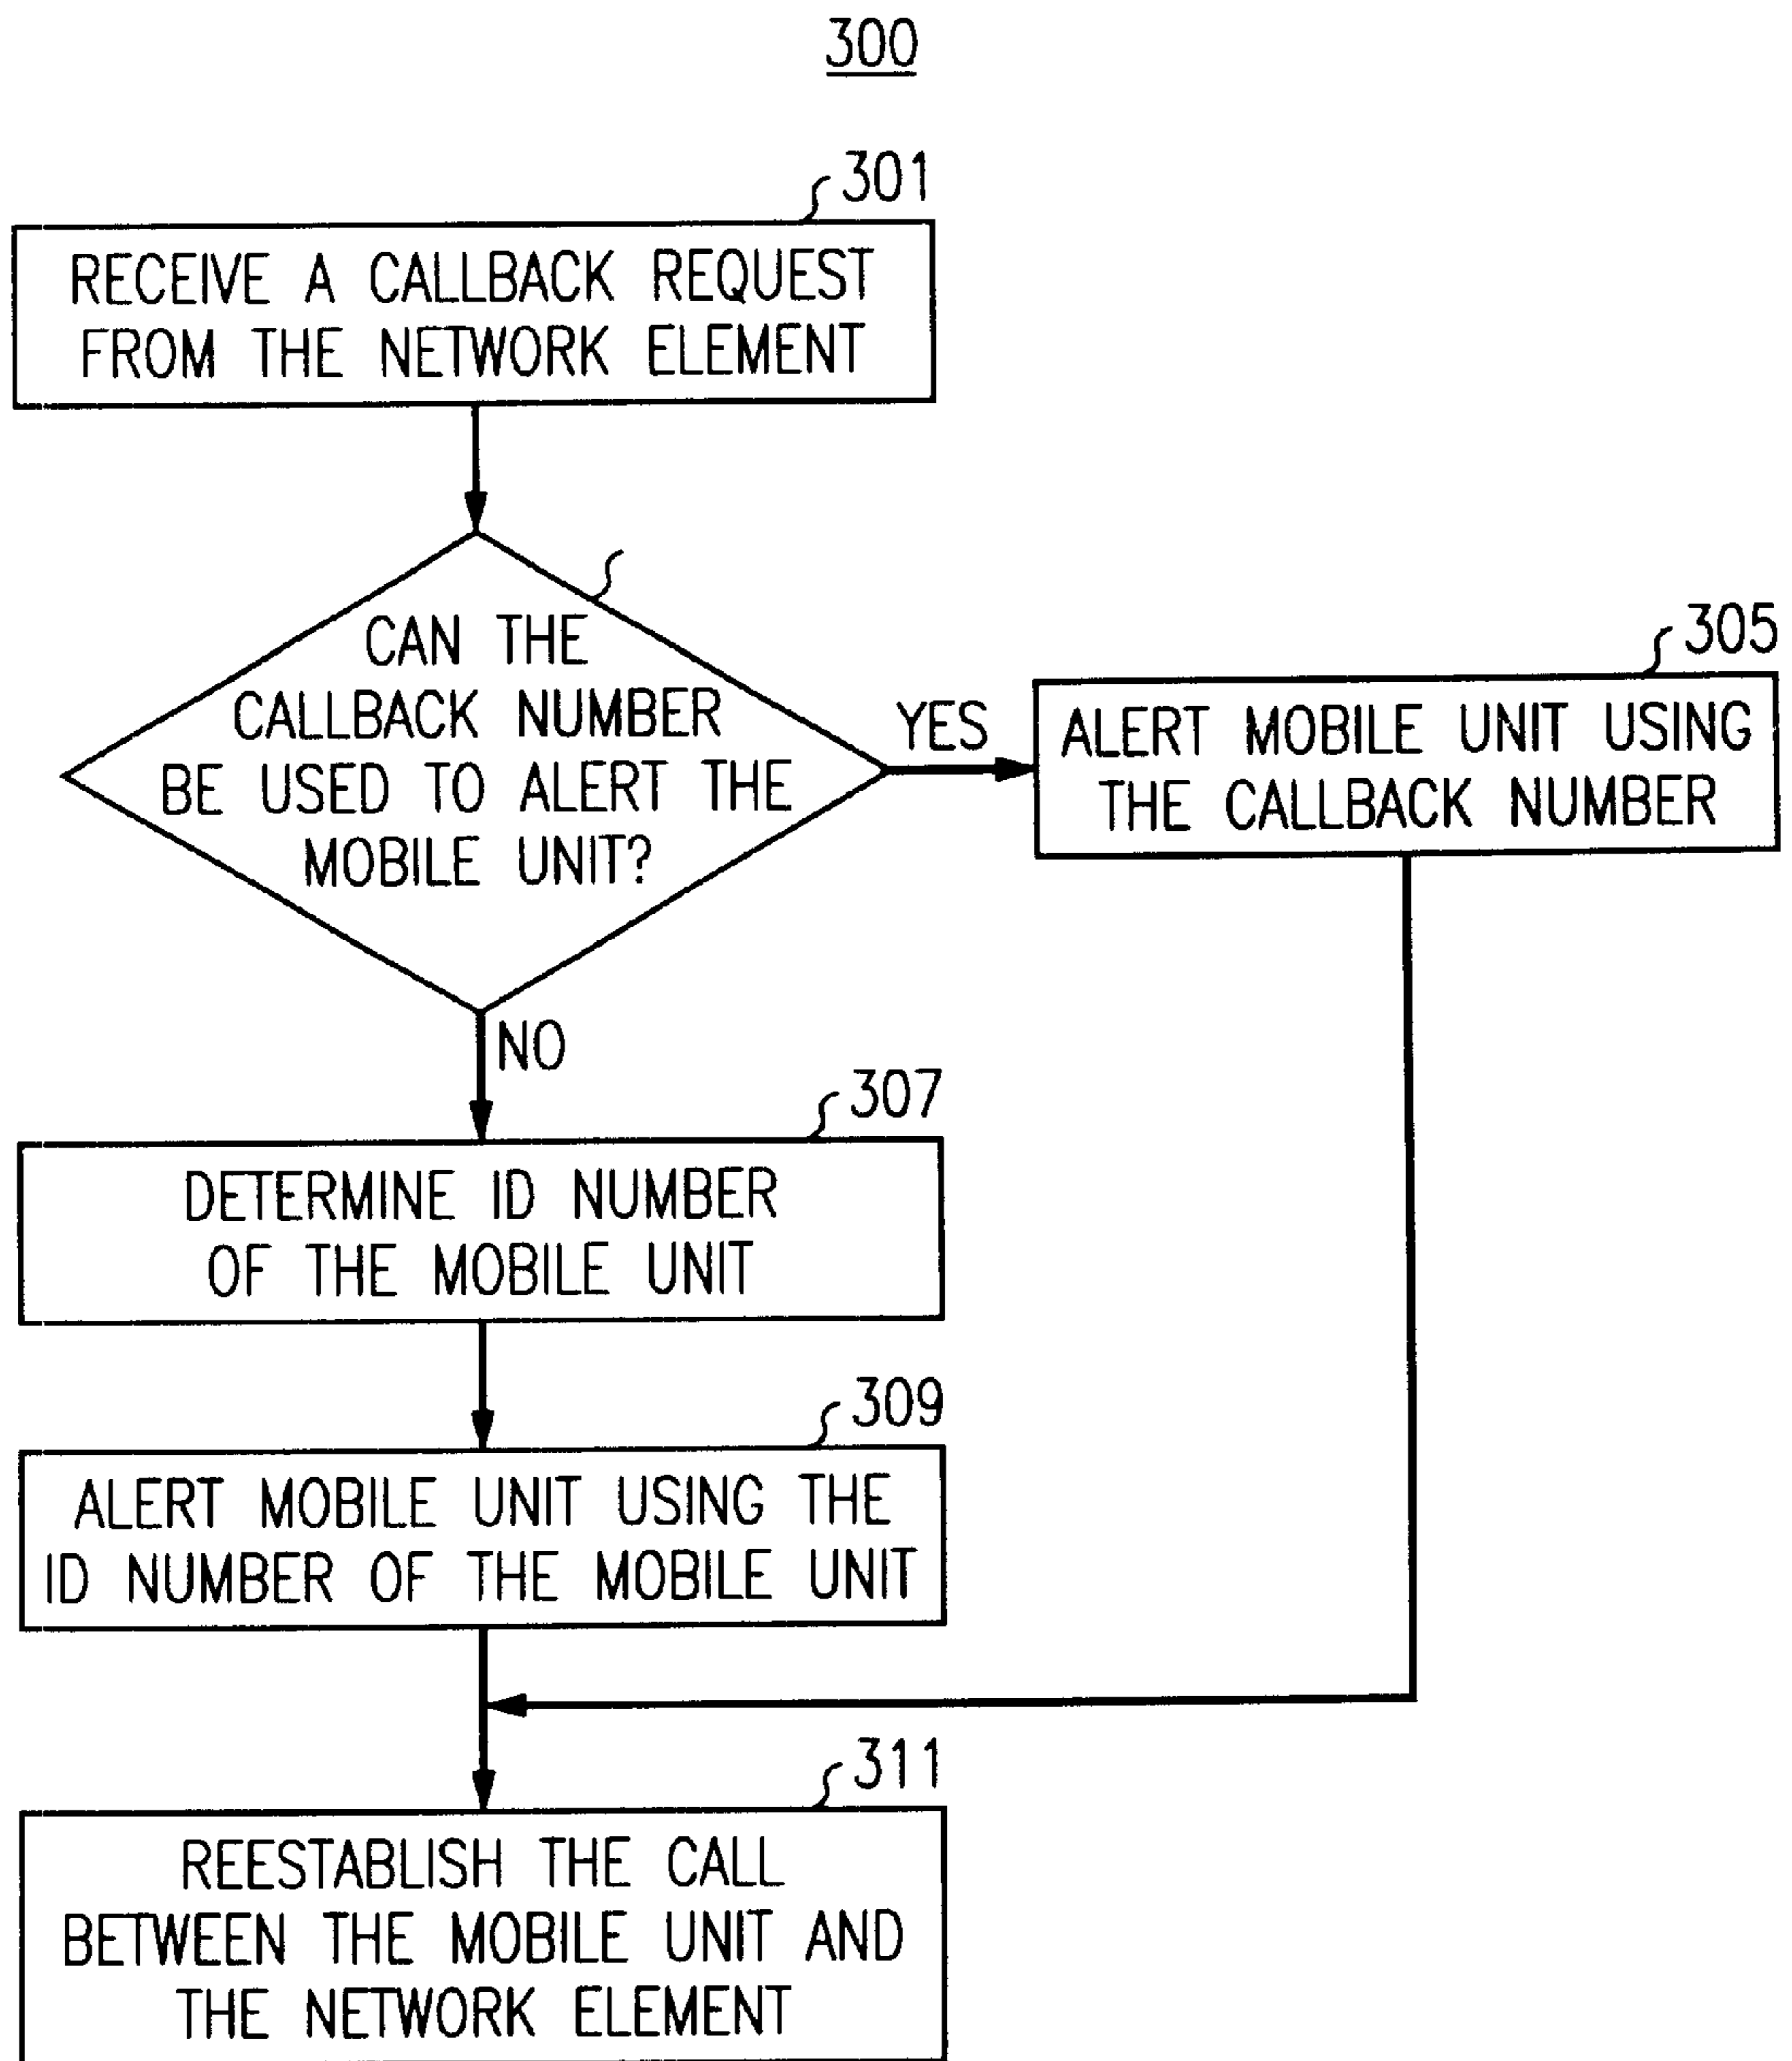 300
301
RECEIVE A CALLBACK REQUEST
FROM THE NETWORK ELEMENT
CAN THE
CALLBACK NUMBER
BE USED TO ALERT THE
MOBILE UNIT?
YES
305
ALERT MOBILE UNIT USING
THE CALLBACK NUMBER
NO
307
DETERMINE ID NUMBER
OF THE MOBILE UNIT
309
ALERT MOBILE UNIT USING THE
ID NUMBER OF THE MOBILE UNIT
311
REESTABLISH THE CALL
BETWEEN THE MOBILE UNIT AND
THE NETWORK ELEMENT